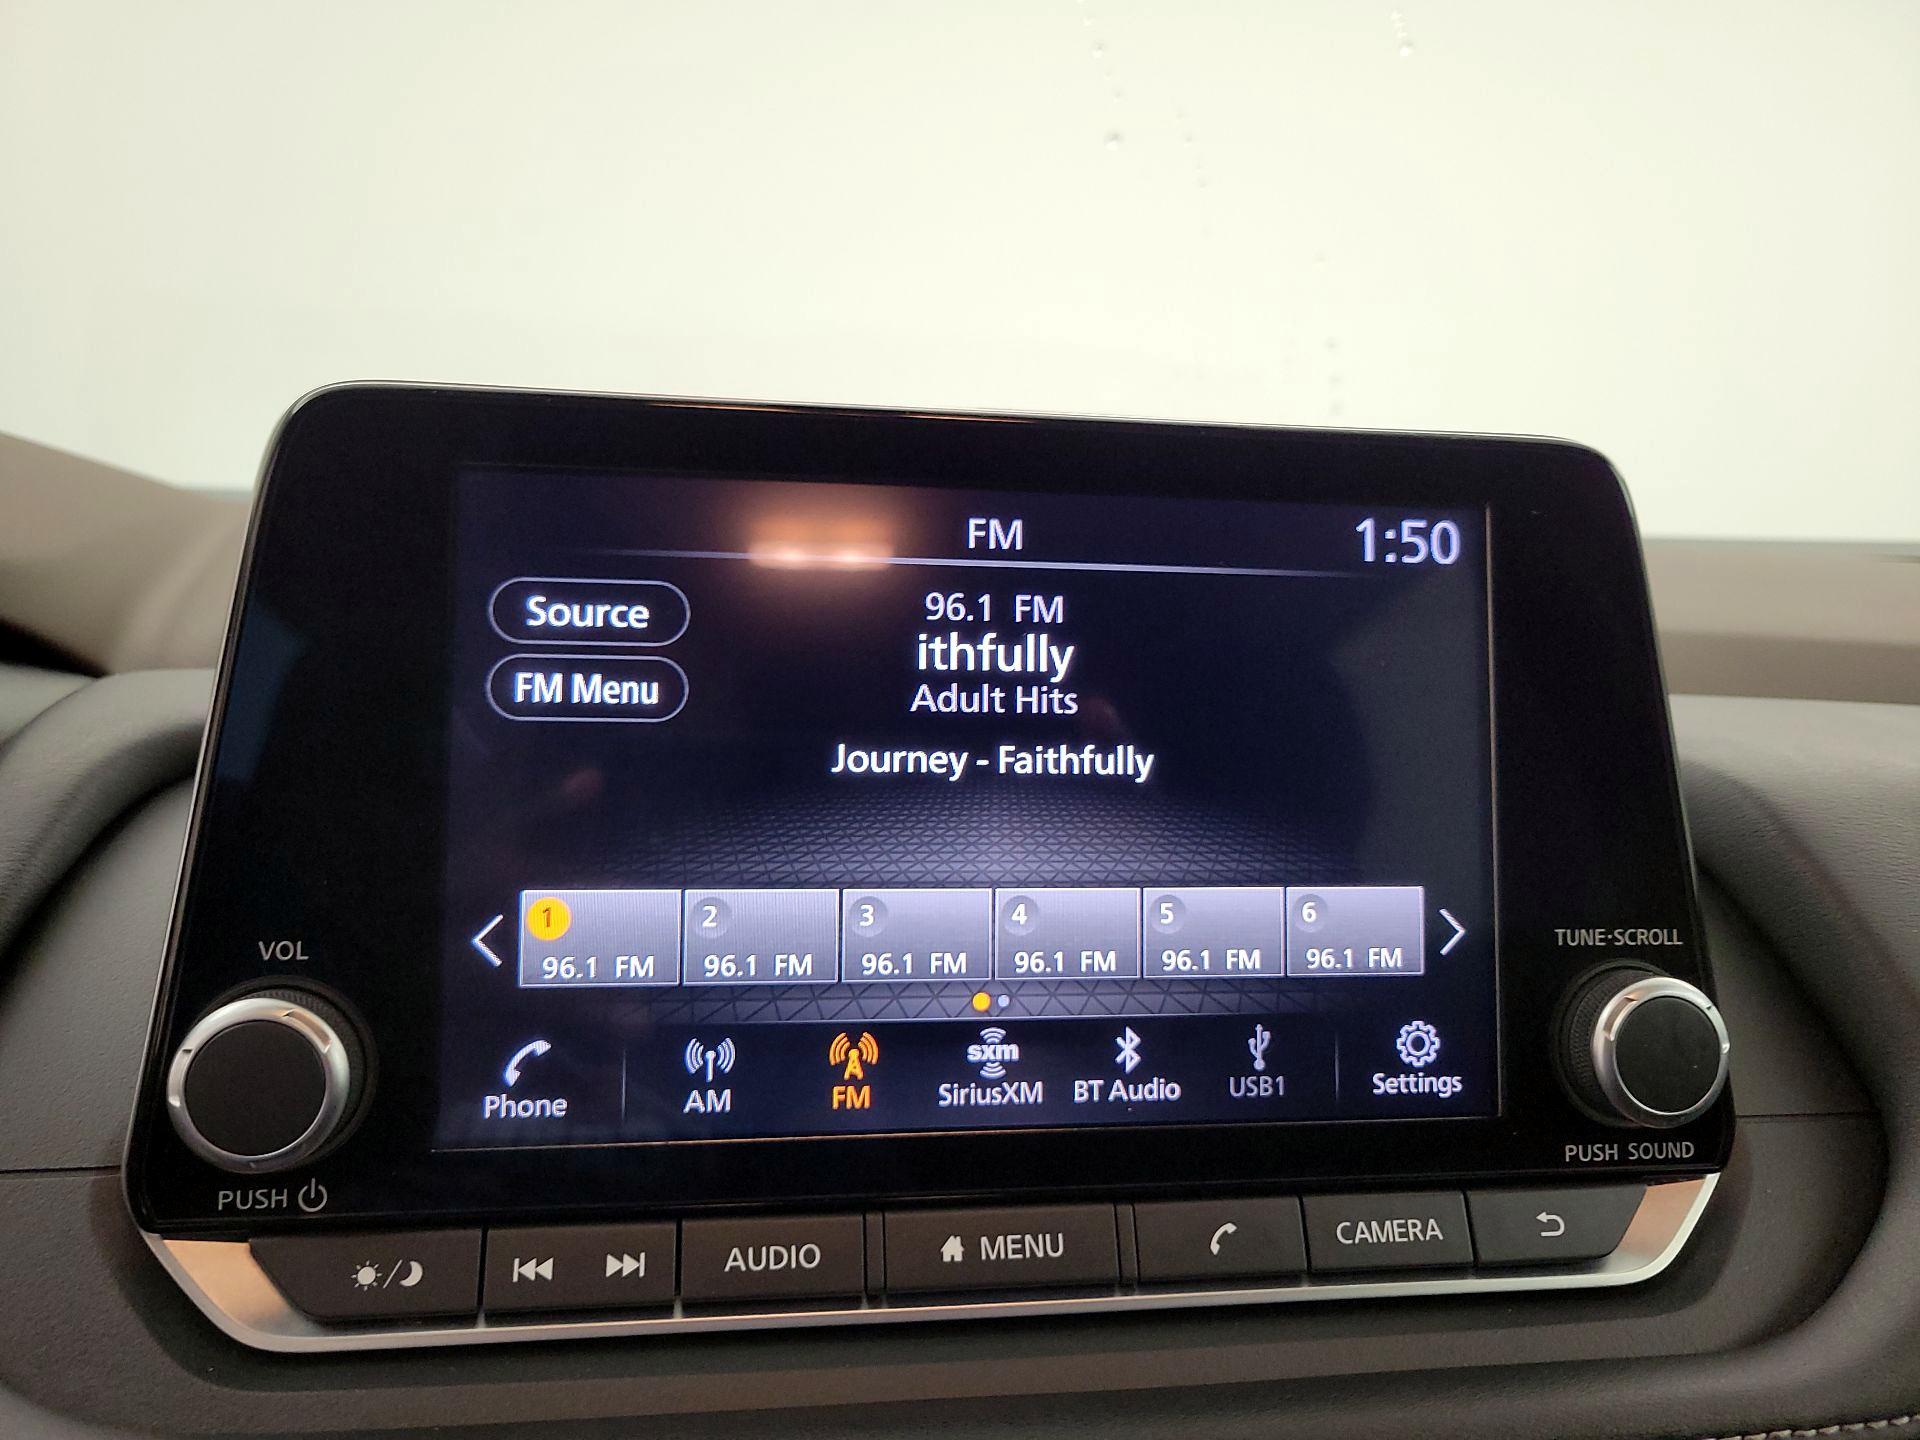 FM
1:50
Source
96.1 FM
ithfully
FM Menu
Adult Hits
Journey - Faithfully
1
2
3
4
5
6
96.1 FM
96.1 FM
96.1 FM
96.1 FM
96.1 FM
96.1 FM
VOL
TUNE·SCROLL
sxm
Phone
AM
FM
SiriusXM
BT Audio
USB1
Settings
PUSH
PUSH SOUND
AUDIO
MENU
CAMERA